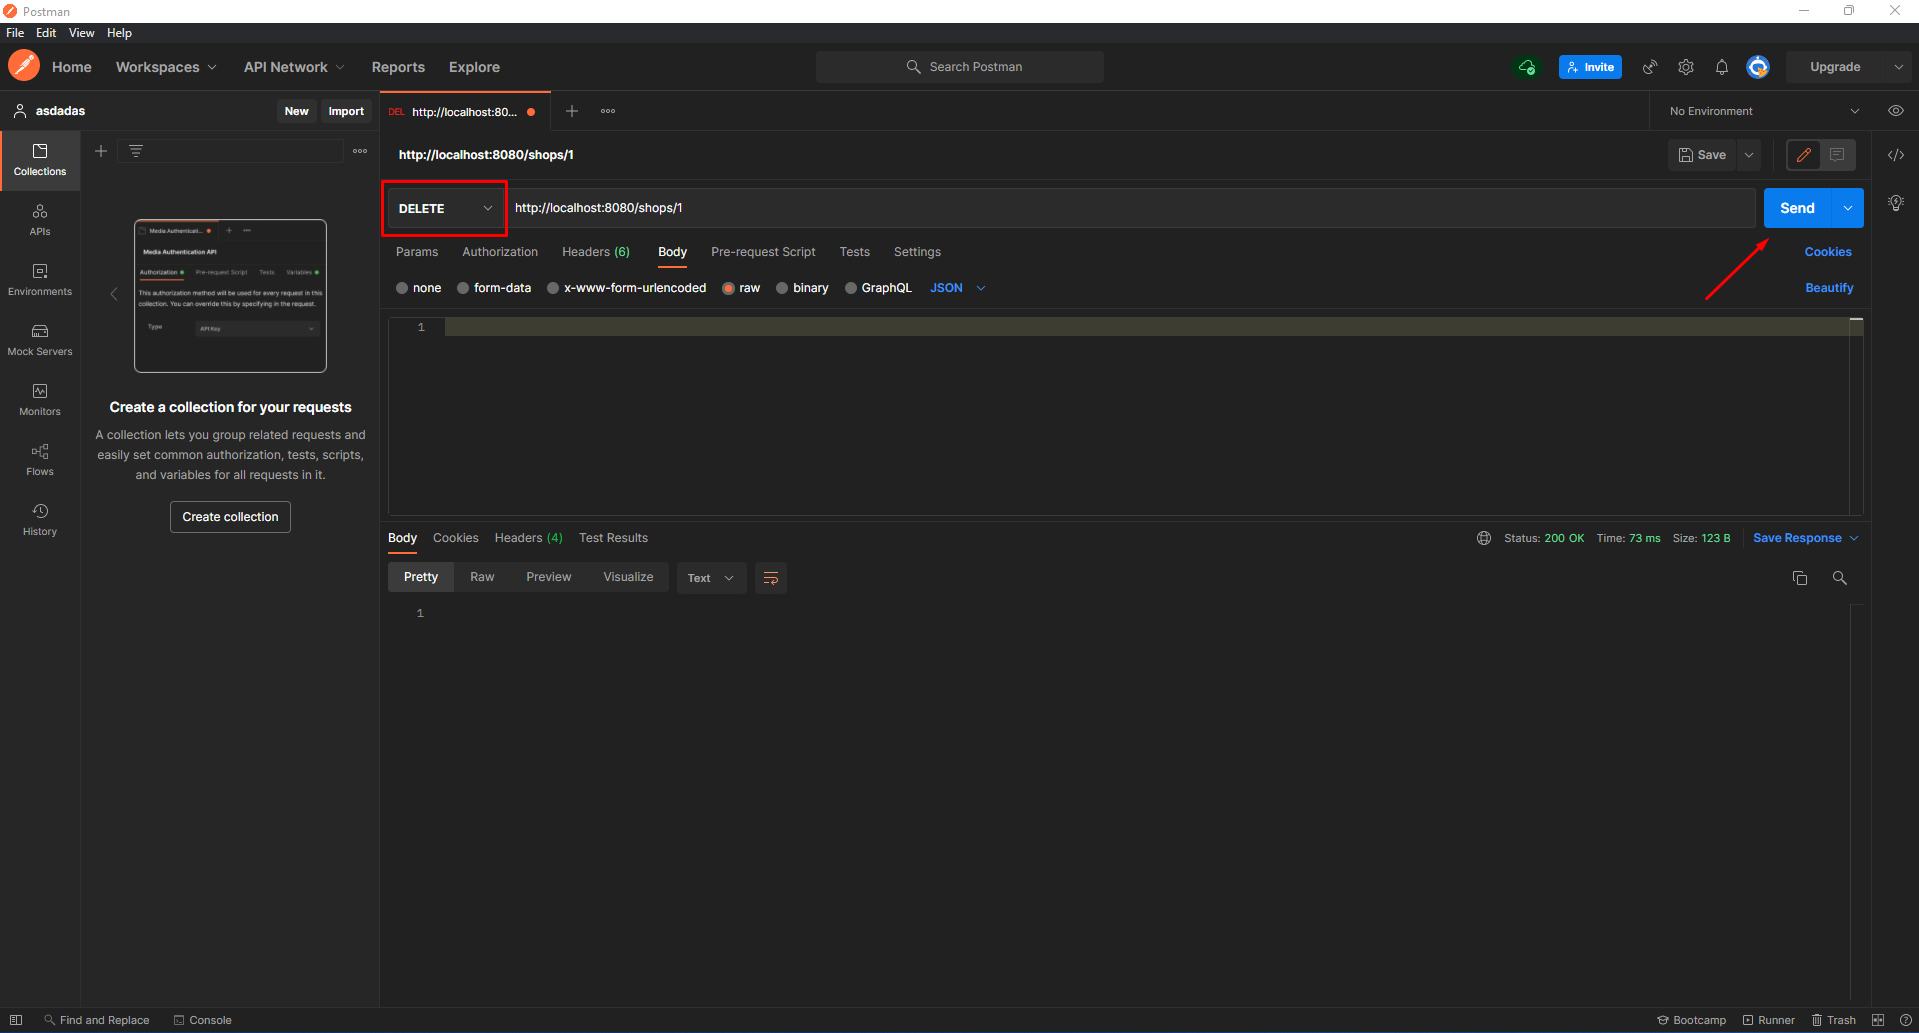 Postman
File Edit View Help
Home Workspaces API Network Reports Explore Search Postman Invite Upgrade
asdadas New Import DEL http://localhost:80... No Environment
http://localhost:8080/shops/1 Save
DELETE http://localhost:8080/shops/1 Send
Params Authorization Headers (6) Body Pre-request Script Tests Settings Cookies
none form-data x-www-form-urlencoded raw binary GraphQL JSON Beautify
1
Collections
APIs
Environments
Mock Servers
Monitors
Flows
History
Media Authenticati...
Media Authentication API
Authorization Pre-request Script Tests Variables
This authorization method will be used for every request in this
collection. You can override this by specifying in the request.
Type API Key
Create a collection for your requests
A collection lets you group related requests and
easily set common authorization, tests, scripts,
and variables for all requests in it.
Create collection
Body Cookies Headers (4) Test Results Status: 200 OK Time: 73 ms Size: 123 B Save Response
Pretty Raw Preview Visualize Text
1
Find and Replace Console Bootcamp Runner Trash